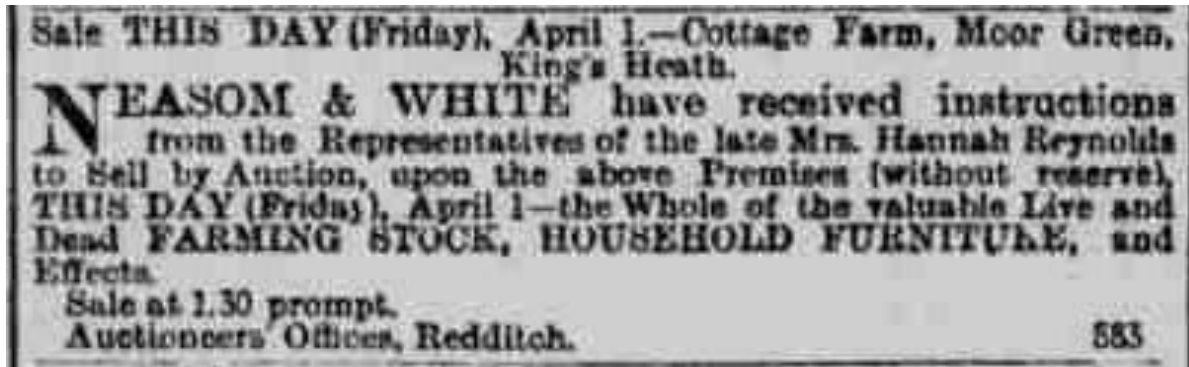 Sale THIS DAY (Friday), April 1.—Cottage Farm, Moor Green,
King's Heath.
NEASOM & WHITE have received instructions
from the Representatives of the late Mrs. Hannah Reynolds
to Sell by Auction, upon the above Premises (without reserve),
THIS DAY (Friday), April 1—the Whole of the valuable Live and
Dead FARMING STOCK, HOUSEHOLD FURNITURE, and
Effects.
Sale at 1.30 prompt.
Auctioneers' Offices, Redditch. 583